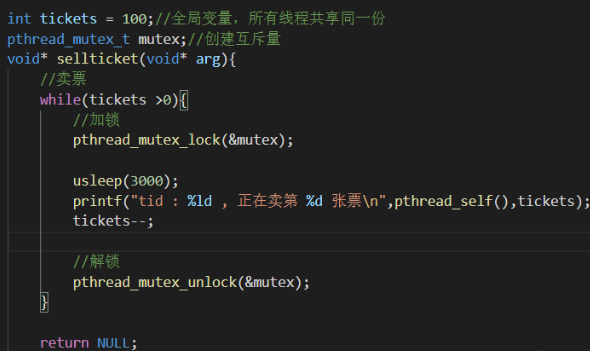 int tickets = 100;//全局变量，所有线程共享同一份
pthread_mutex_t mutex;//创建互斥量
void* sellticket(void* arg){
//卖票
while(tickets >0){
//加锁
pthread_mutex_lock(&mutex);
usleep(3000);
printf("tid : %ld , 正在卖第 %d 张票\n",pthread_self(),tickets);
tickets--;
//解锁
pthread_mutex_unlock(&mutex);
}
return NULL;